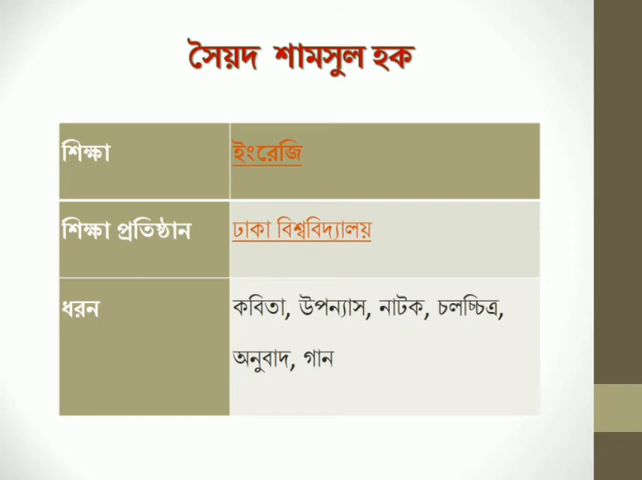 সৈয়দ শামসুল হক
শিক্ষা ইংরেজি
শিক্ষা প্রতিষ্ঠান ঢাকা বিশ্ববিদ্যালয়
ধরন কবিতা, উপন্যাস, নাটক, চলচ্চিত্র,
অনুবাদ, গান